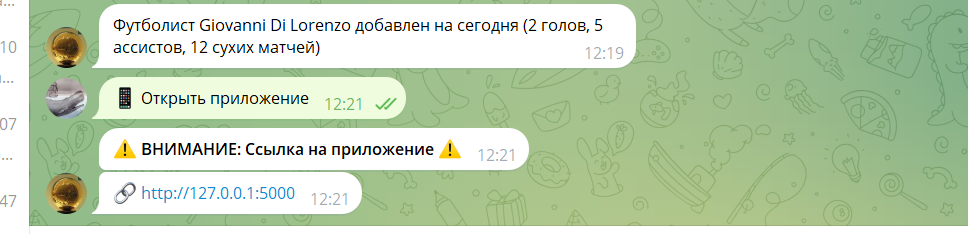 Футболист Giovanni Di Lorenzo добавлен на сегодня (2 голов, 5
ассистов, 12 сухих матчей)
12:19
Открыть приложение 12:21
ВНИМАНИЕ: Ссылка на приложение 12:21
http://127.0.0.1:5000 12:21
10
07
47